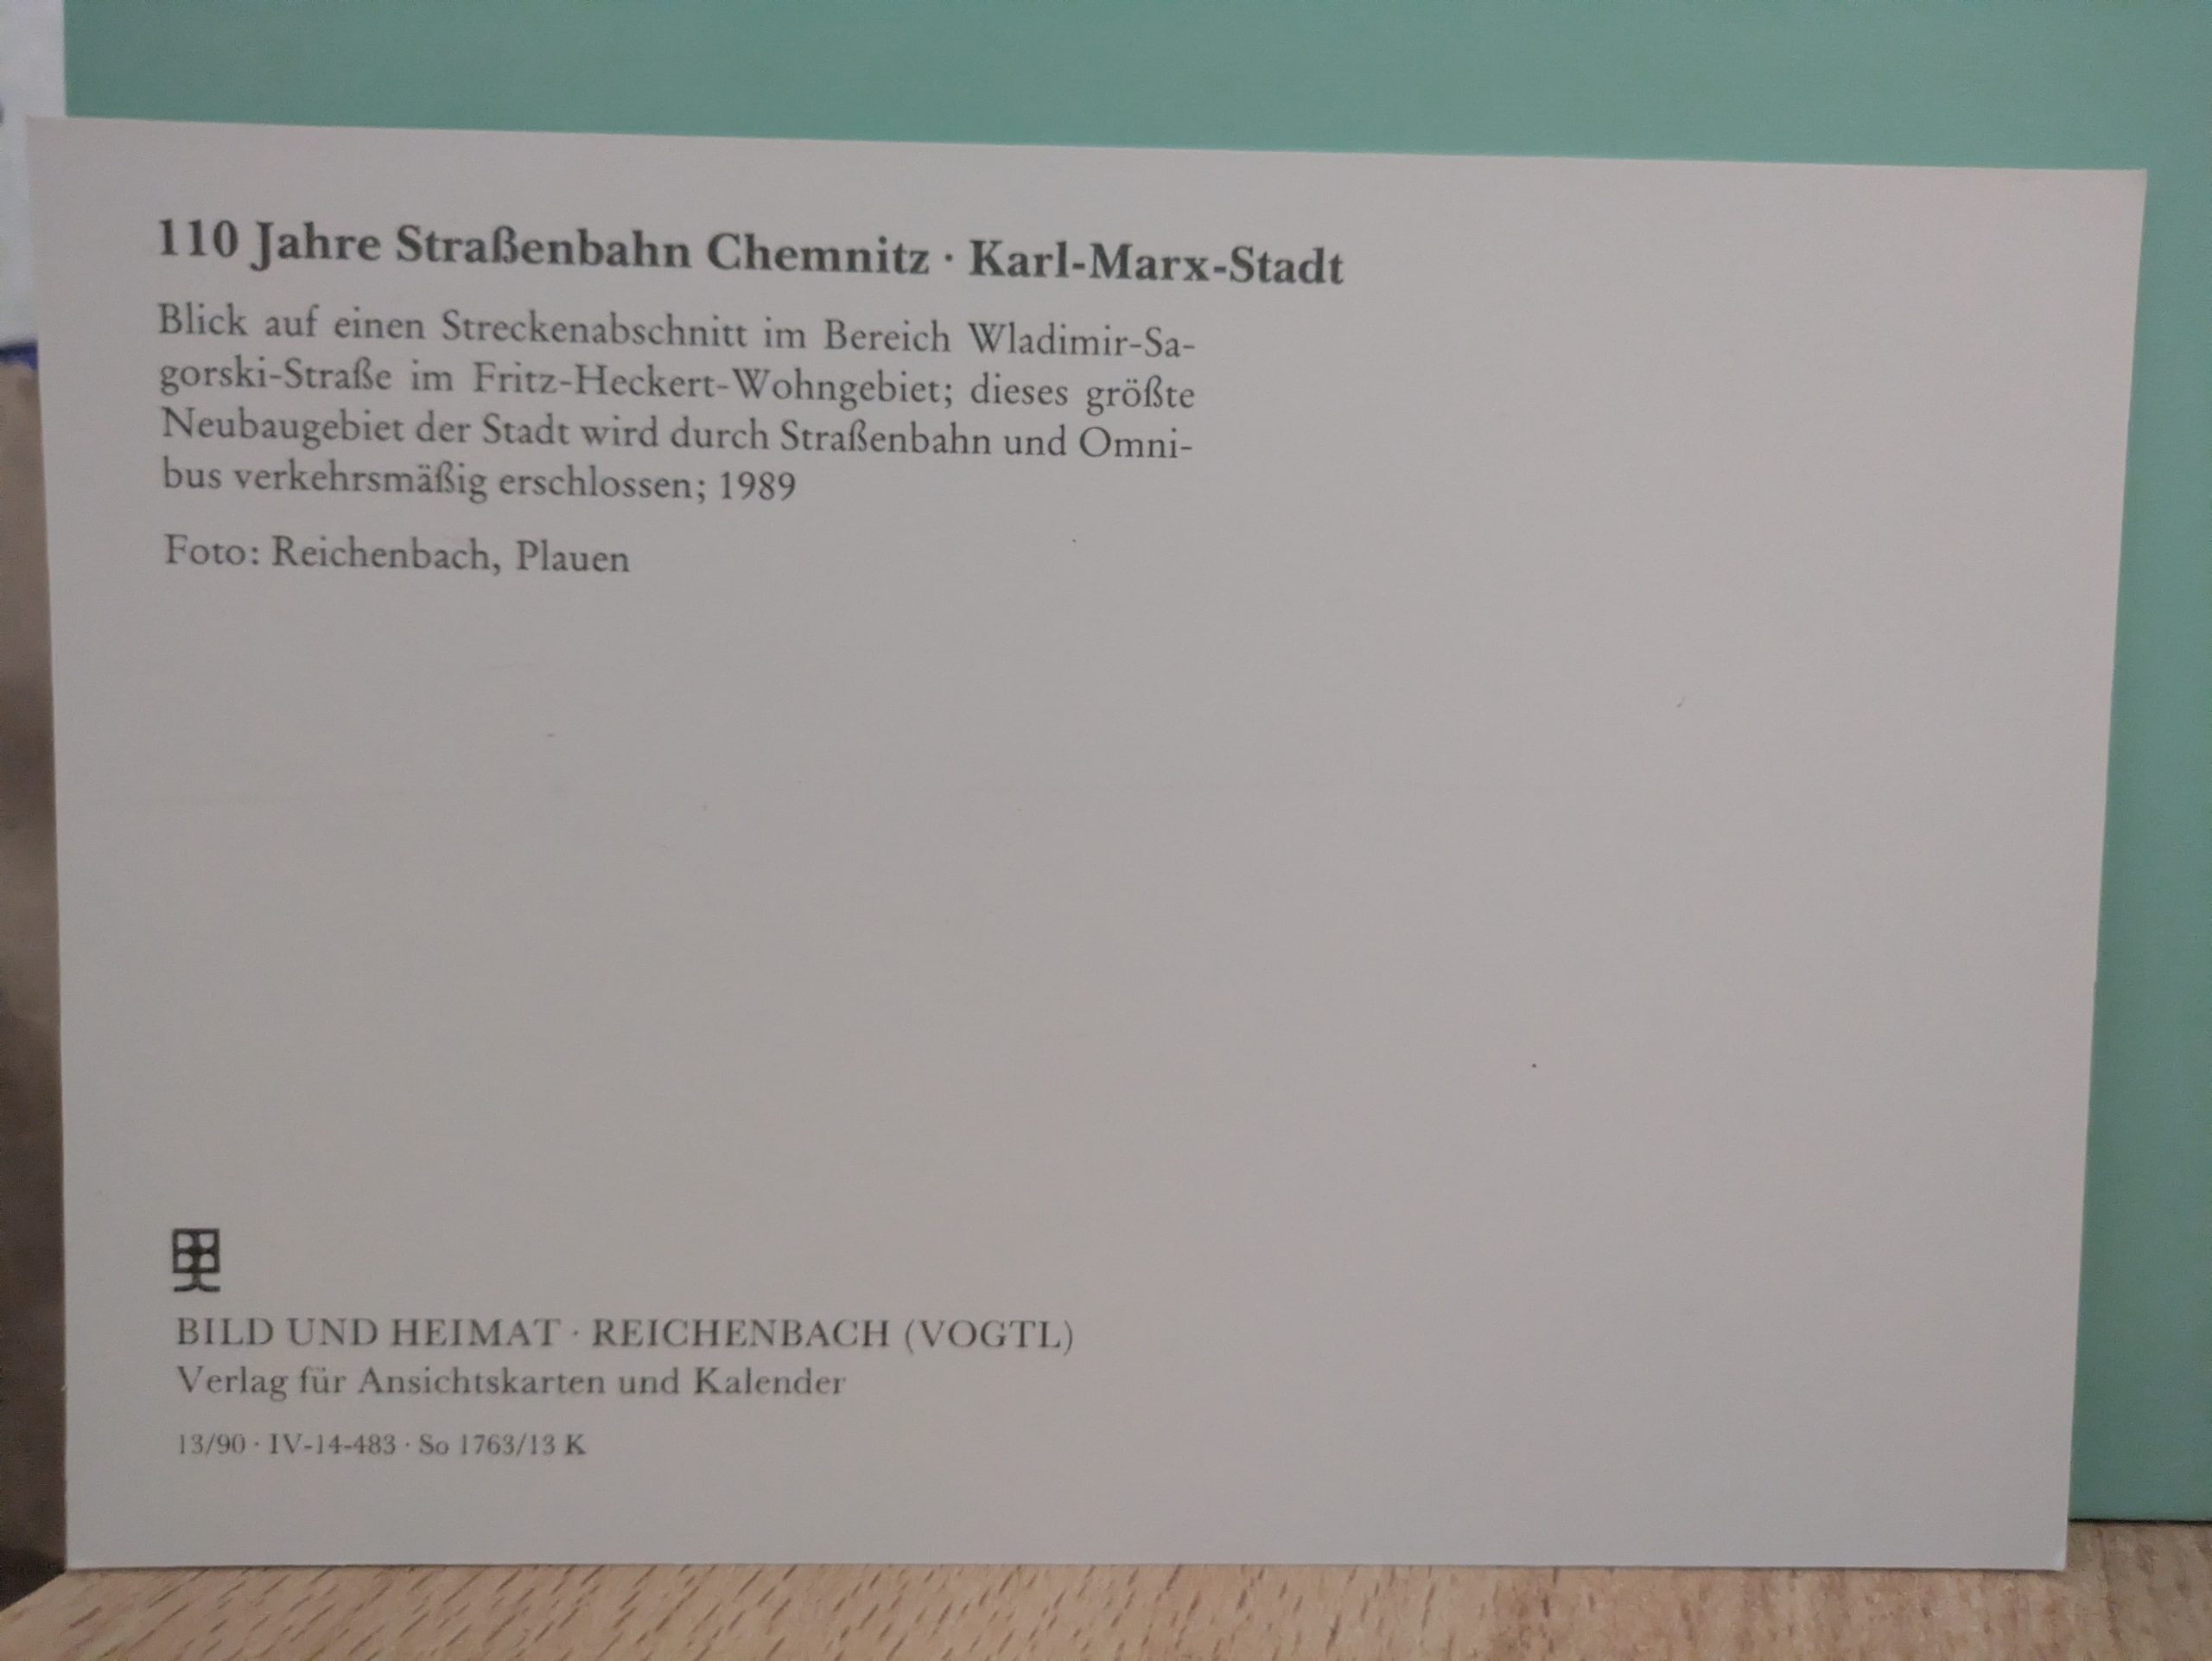 110 Jahre Straßenbahn Chemnitz · Karl-Marx-Stadt
Blick auf einen Streckenabschnitt im Bereich Wladimir-Sa-
gorski-Straße im Fritz-Heckert-Wohngebiet; dieses größte
Neubaugebiet der Stadt wird durch Straßenbahn und Omni-
bus verkehrsmäßig erschlossen; 1989
Foto: Reichenbach, Plauen
BILD UND HEIMAT · REICHENBACH (VOGTL)
Verlag für Ansichtskarten und Kalender
13/90 · IV-14-483 · So 1763/13 K